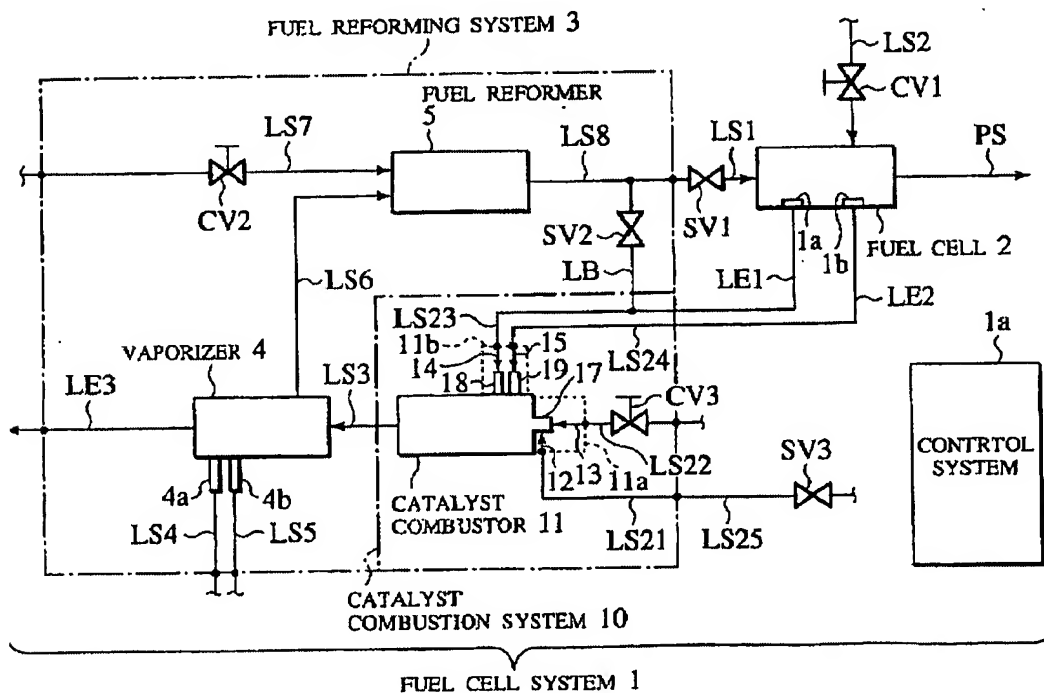 FUEL REFORMING SYSTEM 3
LS2
CV1
FUEL REFORMER
5
LS7
LS8
LS1
PS
CV2
SV2
SV1
1a
1b
FUEL CELL 2
LB
LE1
LE2
LS6
LS23
11b
14
15
LS24
1a
VAPORIZER 4
LE3
LS3
18
19
17
CV3
CONTRTOL
SYSTEM
4a
4b
12
13
11a
LS22
SV3
CATALYST
COMBUSTOR 11
LS4
LS5
LS21
LS25
CATALYST
COMBUSTION SYSTEM 10
FUEL CELL SYSTEM 1